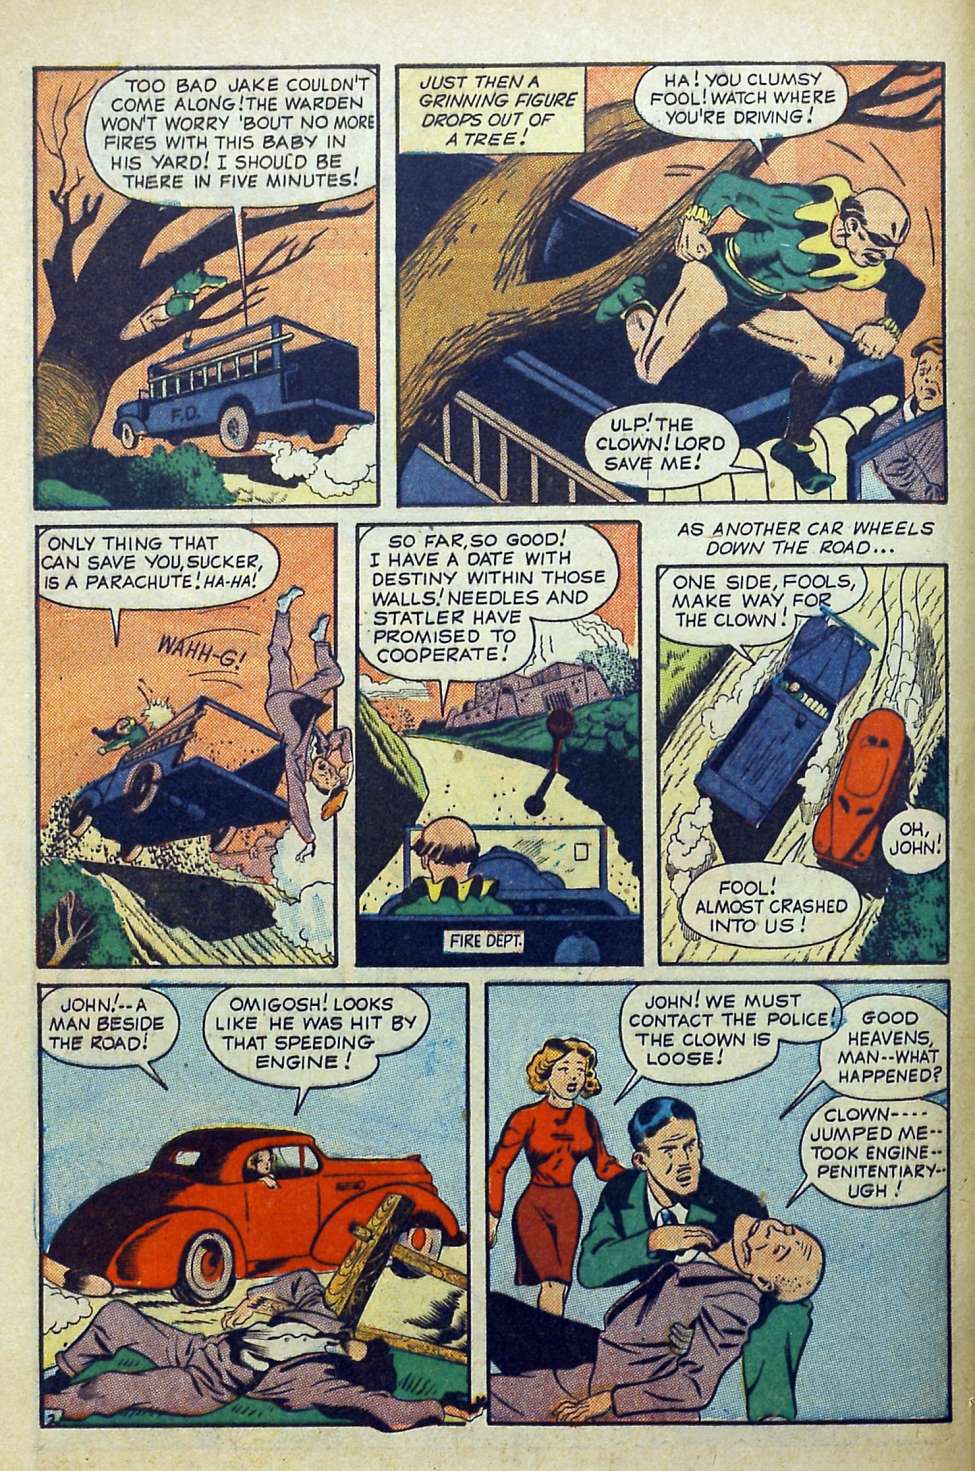 TOO BAD JAKE COULDN'T
COME ALONG! THE WARDEN
WON'T WORRY 'BOUT NO MORE
FIRES WITH THIS BABY IN
HIS YARD! I SHOULD BE
THERE IN FIVE MINUTES!
F.D.
JUST THEN A
GRINNING FIGURE
DROPS OUT OF
A TREE!
HA! YOU CLUMSY
FOOL! WATCH WHERE
YOU'RE DRIVING!
ULP! THE
CLOWN! LORD
SAVE ME!
ONLY THING THAT
CAN SAVE YOU, SUCKER,
IS A PARACHUTE! HA-HA!
WAHH-G!
SO FAR, SO GOOD!
I HAVE A DATE WITH
DESTINY WITHIN THOSE
WALLS! NEEDLES AND
STATLER HAVE
PROMISED TO
COOPERATE!
FIRE DEPT.
AS ANOTHER CAR WHEELS
DOWN THE ROAD...
ONE SIDE, FOOLS,
MAKE WAY FOR
THE CLOWN!
OH,
JOHN!
FOOL!
ALMOST CRASHED
INTO US!
JOHN!--A
MAN BESIDE
THE ROAD!
OMIGOSH! LOOKS
LIKE HE WAS HIT BY
THAT SPEEDING
ENGINE!
2
JOHN! WE MUST
CONTACT THE POLICE!
THE CLOWN IS
LOOSE!
GOOD
HEAVENS,
MAN--WHAT
HAPPENED?
CLOWN----
JUMPED ME--
TOOK ENGINE--
PENITENTIARY--
UGH!